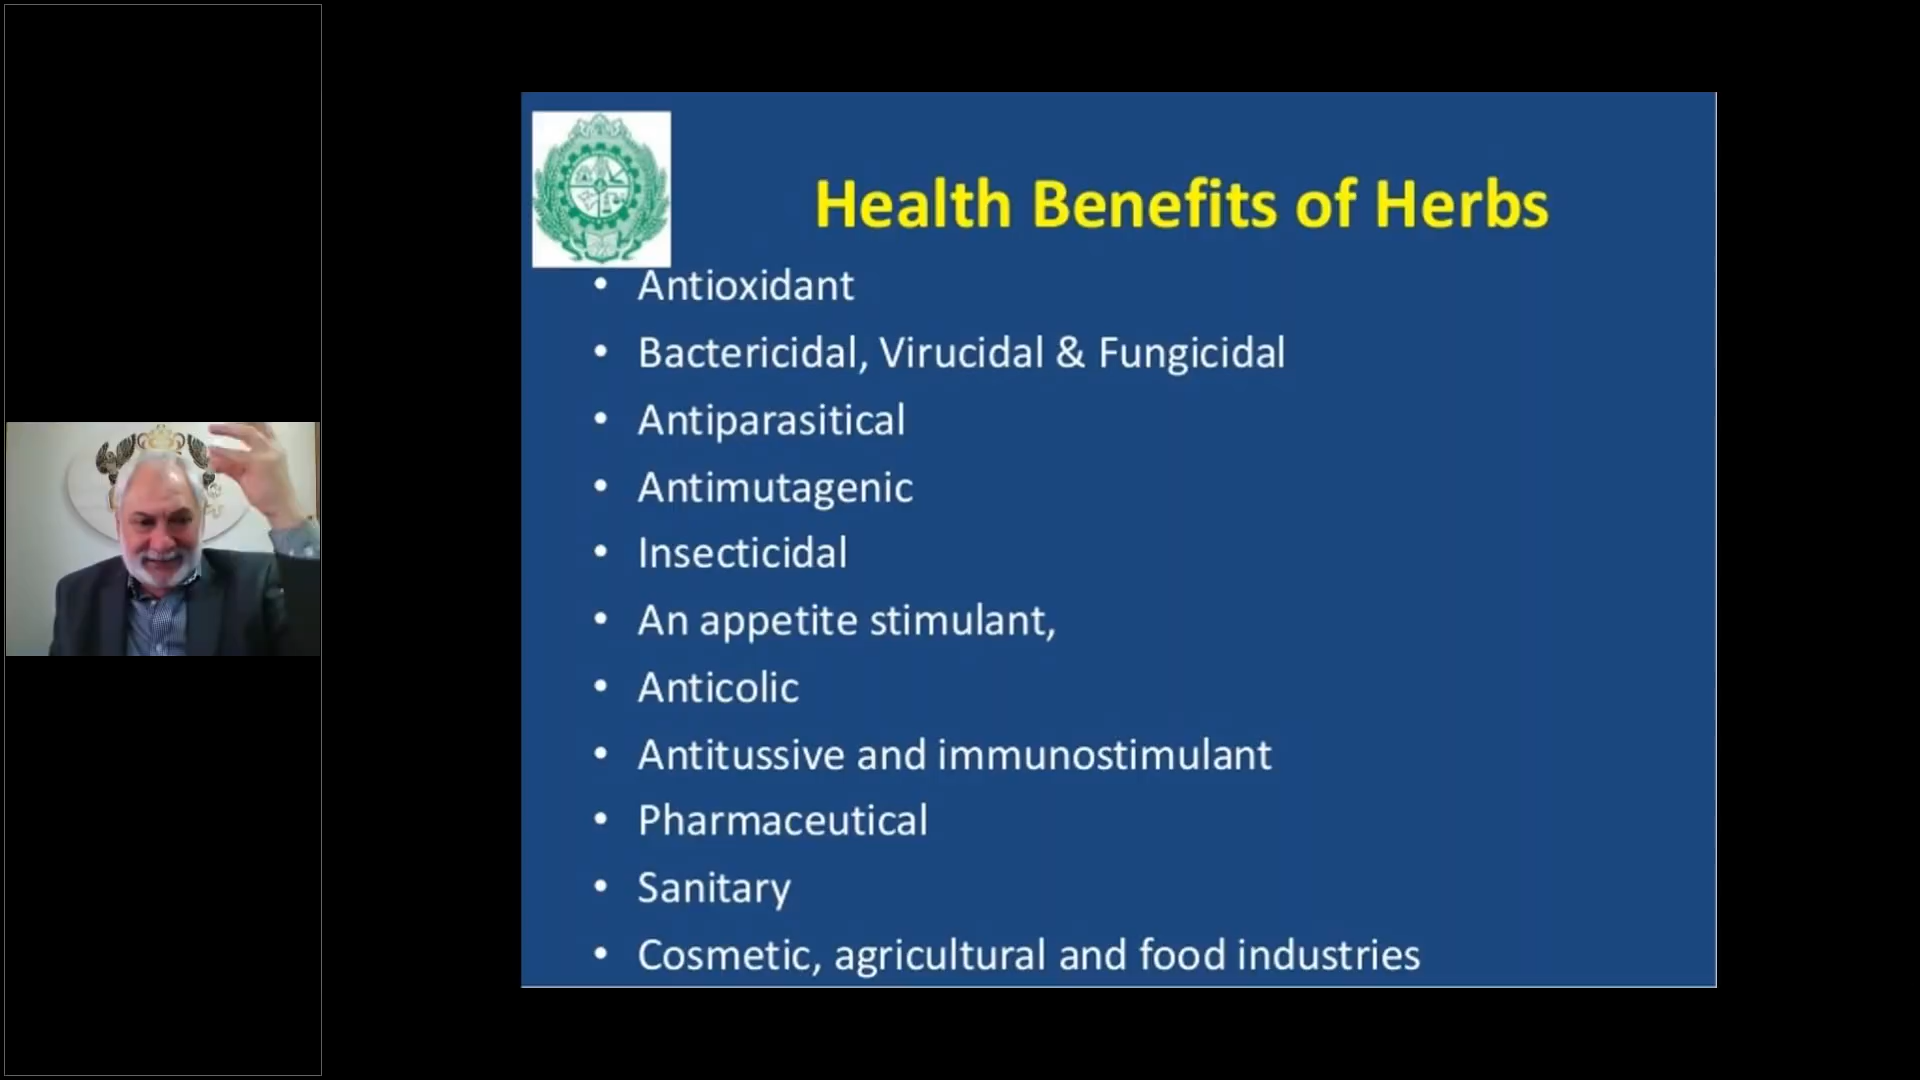 Health Benefits of Herbs
• Antioxidant
• Bactericidal, Virucidal & Fungicidal
• Antiparasitical
• Antimutagenic
• Insecticidal
• An appetite stimulant,
• Anticolic
• Antitussive and immunostimulant
• Pharmaceutical
• Sanitary
• Cosmetic, agricultural and food industries